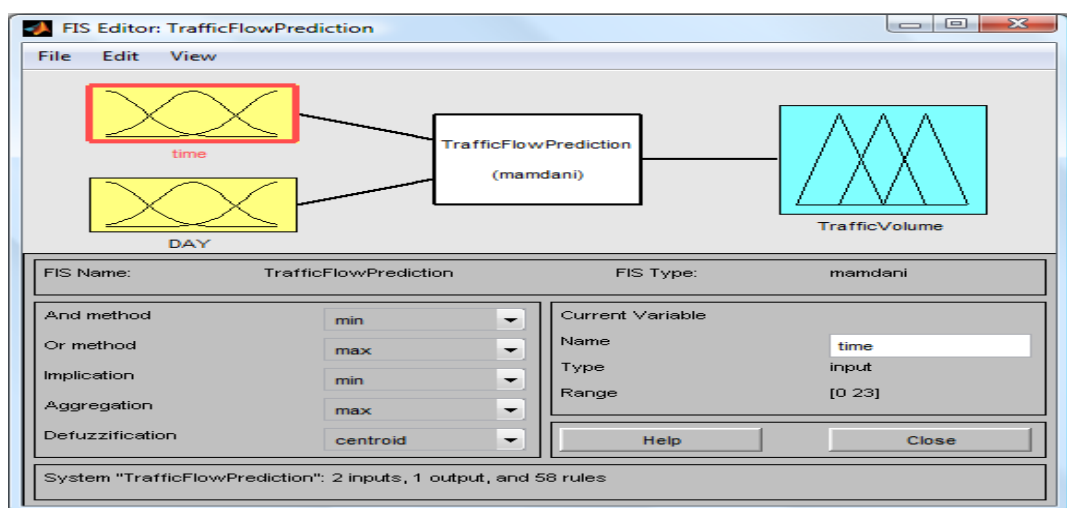 FIS Editor: TrafficFlowPrediction
File Edit View
time
DAY
TrafficFlowPrediction
(mamdani)
TrafficVolume
FIS Name: TrafficFlowPrediction FIS Type: mamdani
And method min
Or method max
Implication min
Aggregation max
Defuzzification centroid
Current Variable
Name time
Type input
Range [0 23]
Help Close
System "TrafficFlowPrediction": 2 inputs, 1 output, and 58 rules